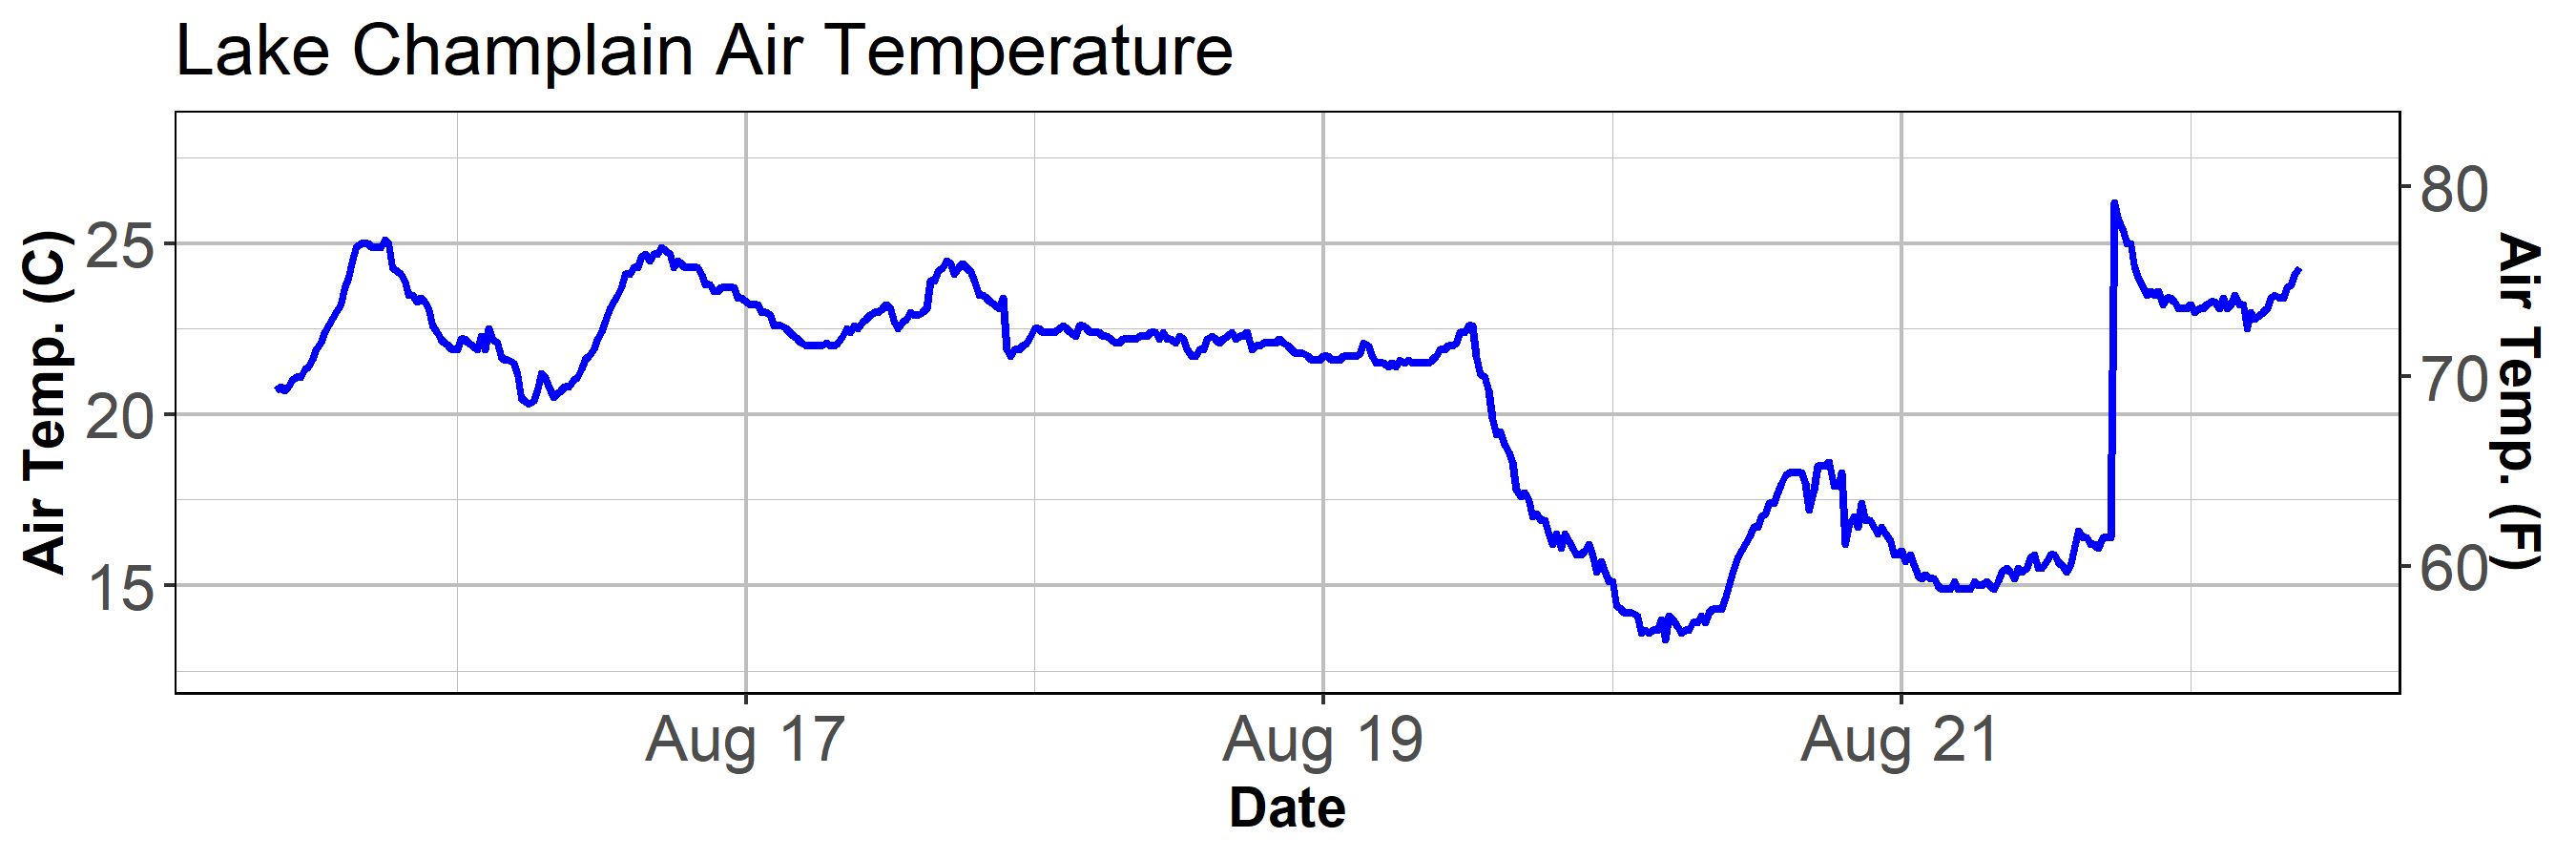 Lake Champlain Air Temperature
Air Temp. (C)
25
20
15
80
70
60
Air Temp. (F)
Aug 17
Aug 19
Aug 21
Date